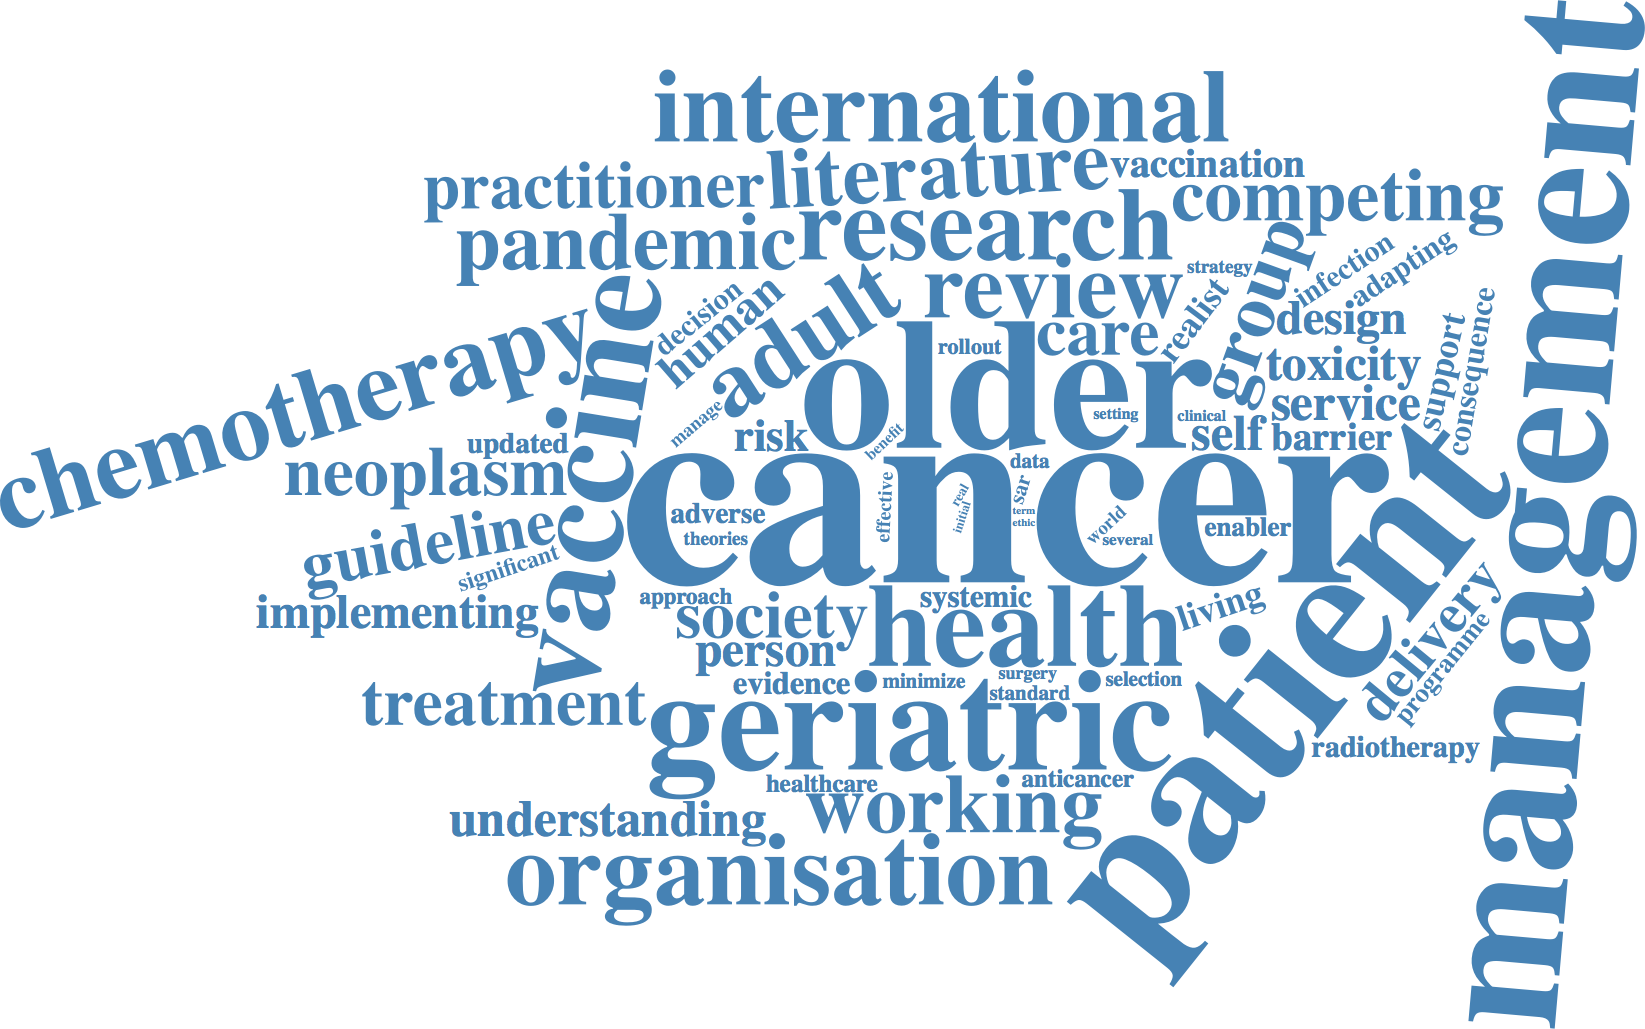 international
literature
vaccination
practitioner
competing
research
pandemic
management
review
strategy
group
infection
adapting
decision
human
adult
vaccine
realist
design
care
rollout
older
chemotherapy
toxicity
support
consequence
manage
setting
clinical
service
risk
benefit
self
barrier
updated
neoplasm
cancer
data
patient
effective
real
initial
sar
term
ethic
world
several
adverse
theories
enabler
guideline
significant
approach
systemic
living
implementing
society
health
delivery
programme
person
evidence
minimize
surgery
standard
selection
treatment
geriatric
radiotherapy
healthcare
anticancer
working
understanding
organisation